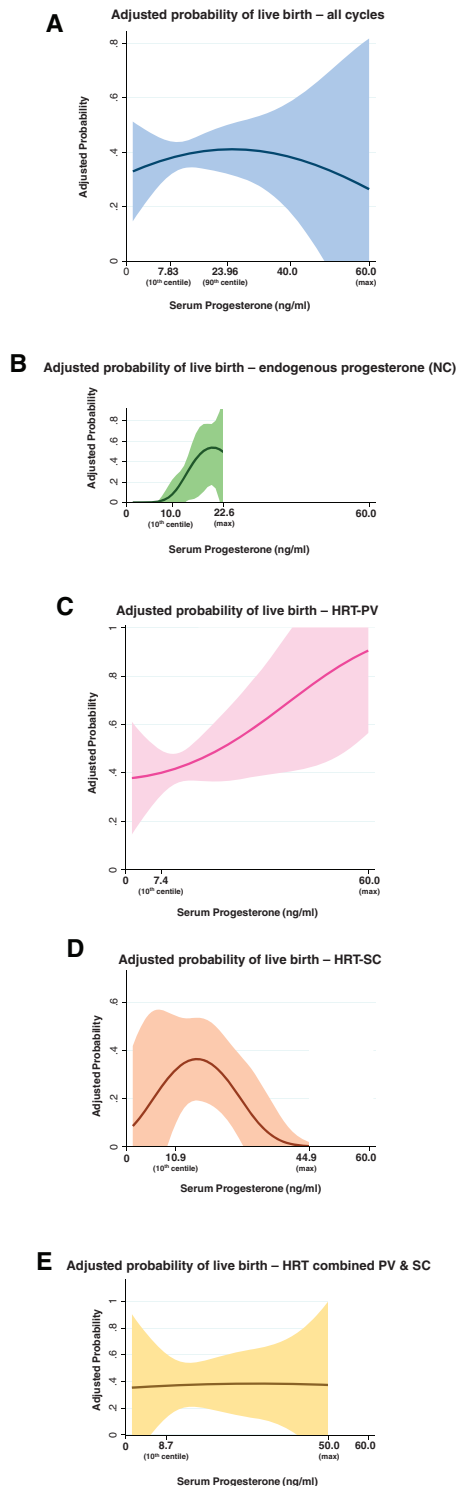 A
Adjusted probability of live birth – all cycles
Adjusted Probability
.8
.6
.4
.2
0
0 7.83 23.96 40.0 60.0
(10th centile) (90th centile) (max)
Serum Progesterone (ng/ml)
B
Adjusted probability of live birth – endogenous progesterone (NC)
Adjusted Probability
.8
.6
.4
.2
0
0 10.0 22.6 60.0
(10th centile) (max)
Serum Progesterone (ng/ml)
C
Adjusted probability of live birth – HRT-PV
Adjusted Probability
1
.8
.6
.4
.2
0
0 7.4 60.0
(10th centile) (max)
Serum Progesterone (ng/ml)
D
Adjusted probability of live birth – HRT-SC
Adjusted Probability
.6
.4
.2
0
0 10.9 44.9 60.0
(10th centile) (max)
Serum Progesterone (ng/ml)
E
Adjusted probability of live birth – HRT combined PV & SC
Adjusted Probability
1
.8
.6
.4
.2
0
0 8.7 50.0 60.0
(10th centile) (max)
Serum Progesterone (ng/ml)